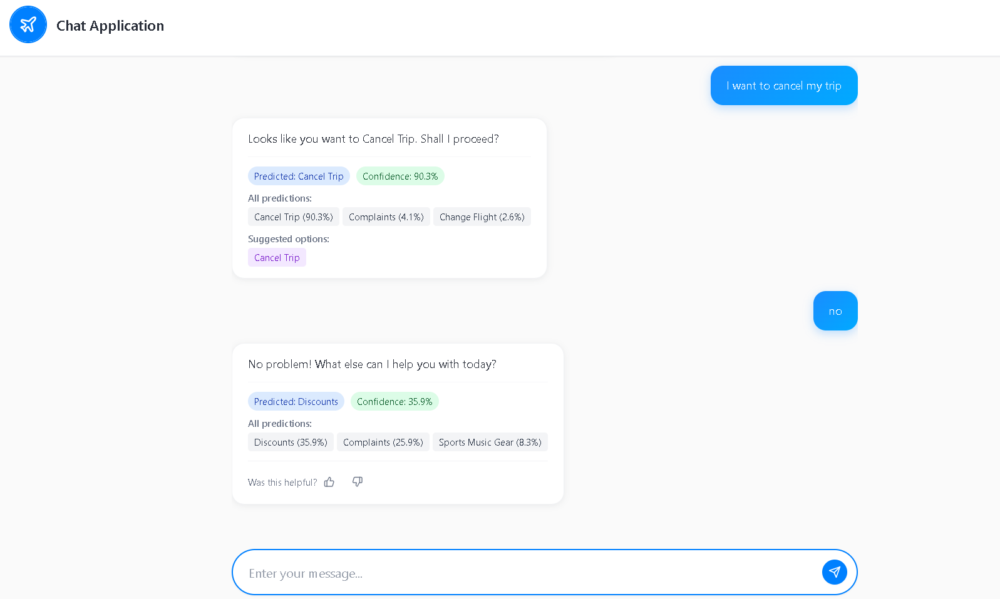 Chat Application
I want to cancel my trip
Looks like you want to Cancel Trip. Shall I proceed?
Predicted: Cancel Trip Confidence: 90.3%
All predictions:
Cancel Trip (90.3%) Complaints (4.1%) Change Flight (2.6%)
Suggested options:
Cancel Trip
no
No problem! What else can I help you with today?
Predicted: Discounts Confidence: 35.9%
All predictions:
Discounts (35.9%) Complaints (25.9%) Sports Music Gear (8.3%)
Was this helpful?
Enter your message...